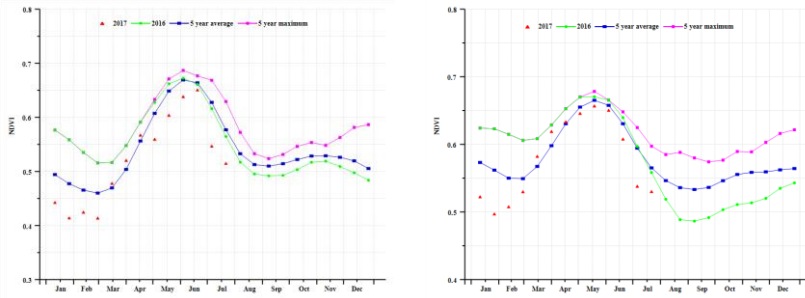 0.8
2017 2016 5 year average 5 year maximum
0.7
0.6
NDVI
0.5
0.4
0.3
Jan Feb Mar Apr May Jun Jul Aug Sep Oct Nov Dec
0.8
2017 2016 5 year average 5 year maximum
0.7
NDVI
0.6
0.5
0.4
Jan Feb Mar Apr May Jun Jul Aug Sep Oct Nov Dec